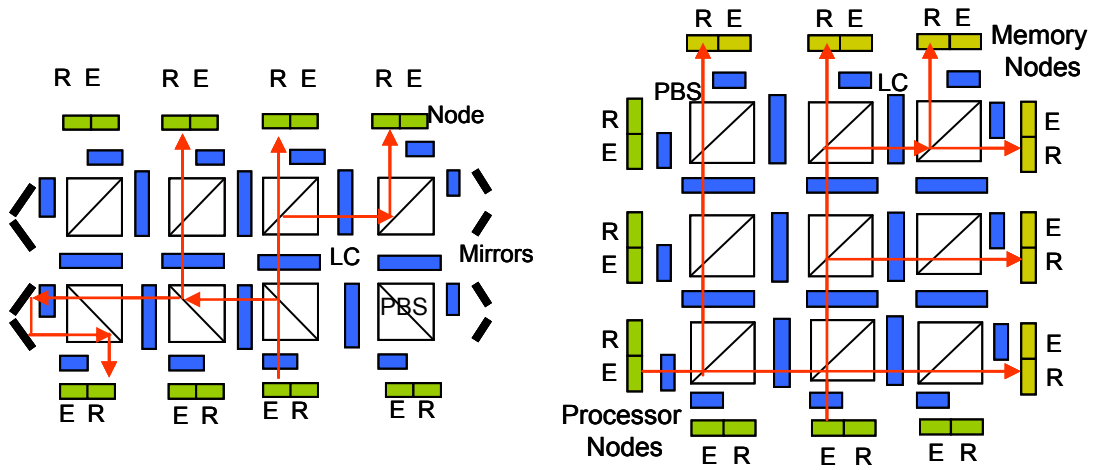 R E R E R E R E
Node
LC
Mirrors
PBS
E R E R E R E R
R E R E R E
Memory
Nodes
PBS
LC
R
E
E
R
R
E
E
R
R
E
E
R
Processor
Nodes
E R E R E R